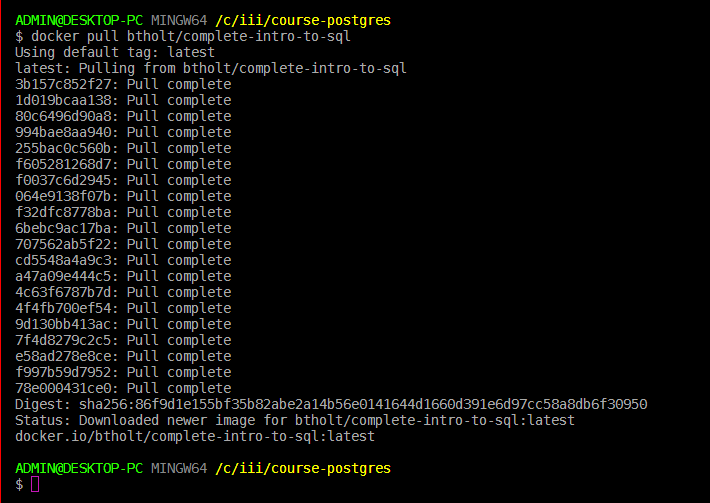 ADMIN@DESKTOP-PC MINGW64 /c/iii/course-postgres
$ docker pull btholt/complete-intro-to-sql
Using default tag: latest
latest: Pulling from btholt/complete-intro-to-sql
3b157c852f27: Pull complete
1d019bcaa138: Pull complete
80c6496d90a8: Pull complete
994bae8aa940: Pull complete
255bac0c560b: Pull complete
f605281268d7: Pull complete
f0037c6d2945: Pull complete
064e9138f07b: Pull complete
f32dfc8778ba: Pull complete
6bebc9ac17ba: Pull complete
707562ab5f22: Pull complete
cd5548a4a9c3: Pull complete
a47a09e444c5: Pull complete
4c63f6787b7d: Pull complete
4f4fb700ef54: Pull complete
9d130bb413ac: Pull complete
7f4d8279c2c5: Pull complete
e58ad278e8ce: Pull complete
f997b59d7952: Pull complete
78e000431ce0: Pull complete
Digest: sha256:86f9d1e155bf35b82abe2a14b56e0141644d1660d391e6d97cc58a8db6f30950
Status: Downloaded newer image for btholt/complete-intro-to-sql:latest
docker.io/btholt/complete-intro-to-sql:latest
ADMIN@DESKTOP-PC MINGW64 /c/iii/course-postgres
$